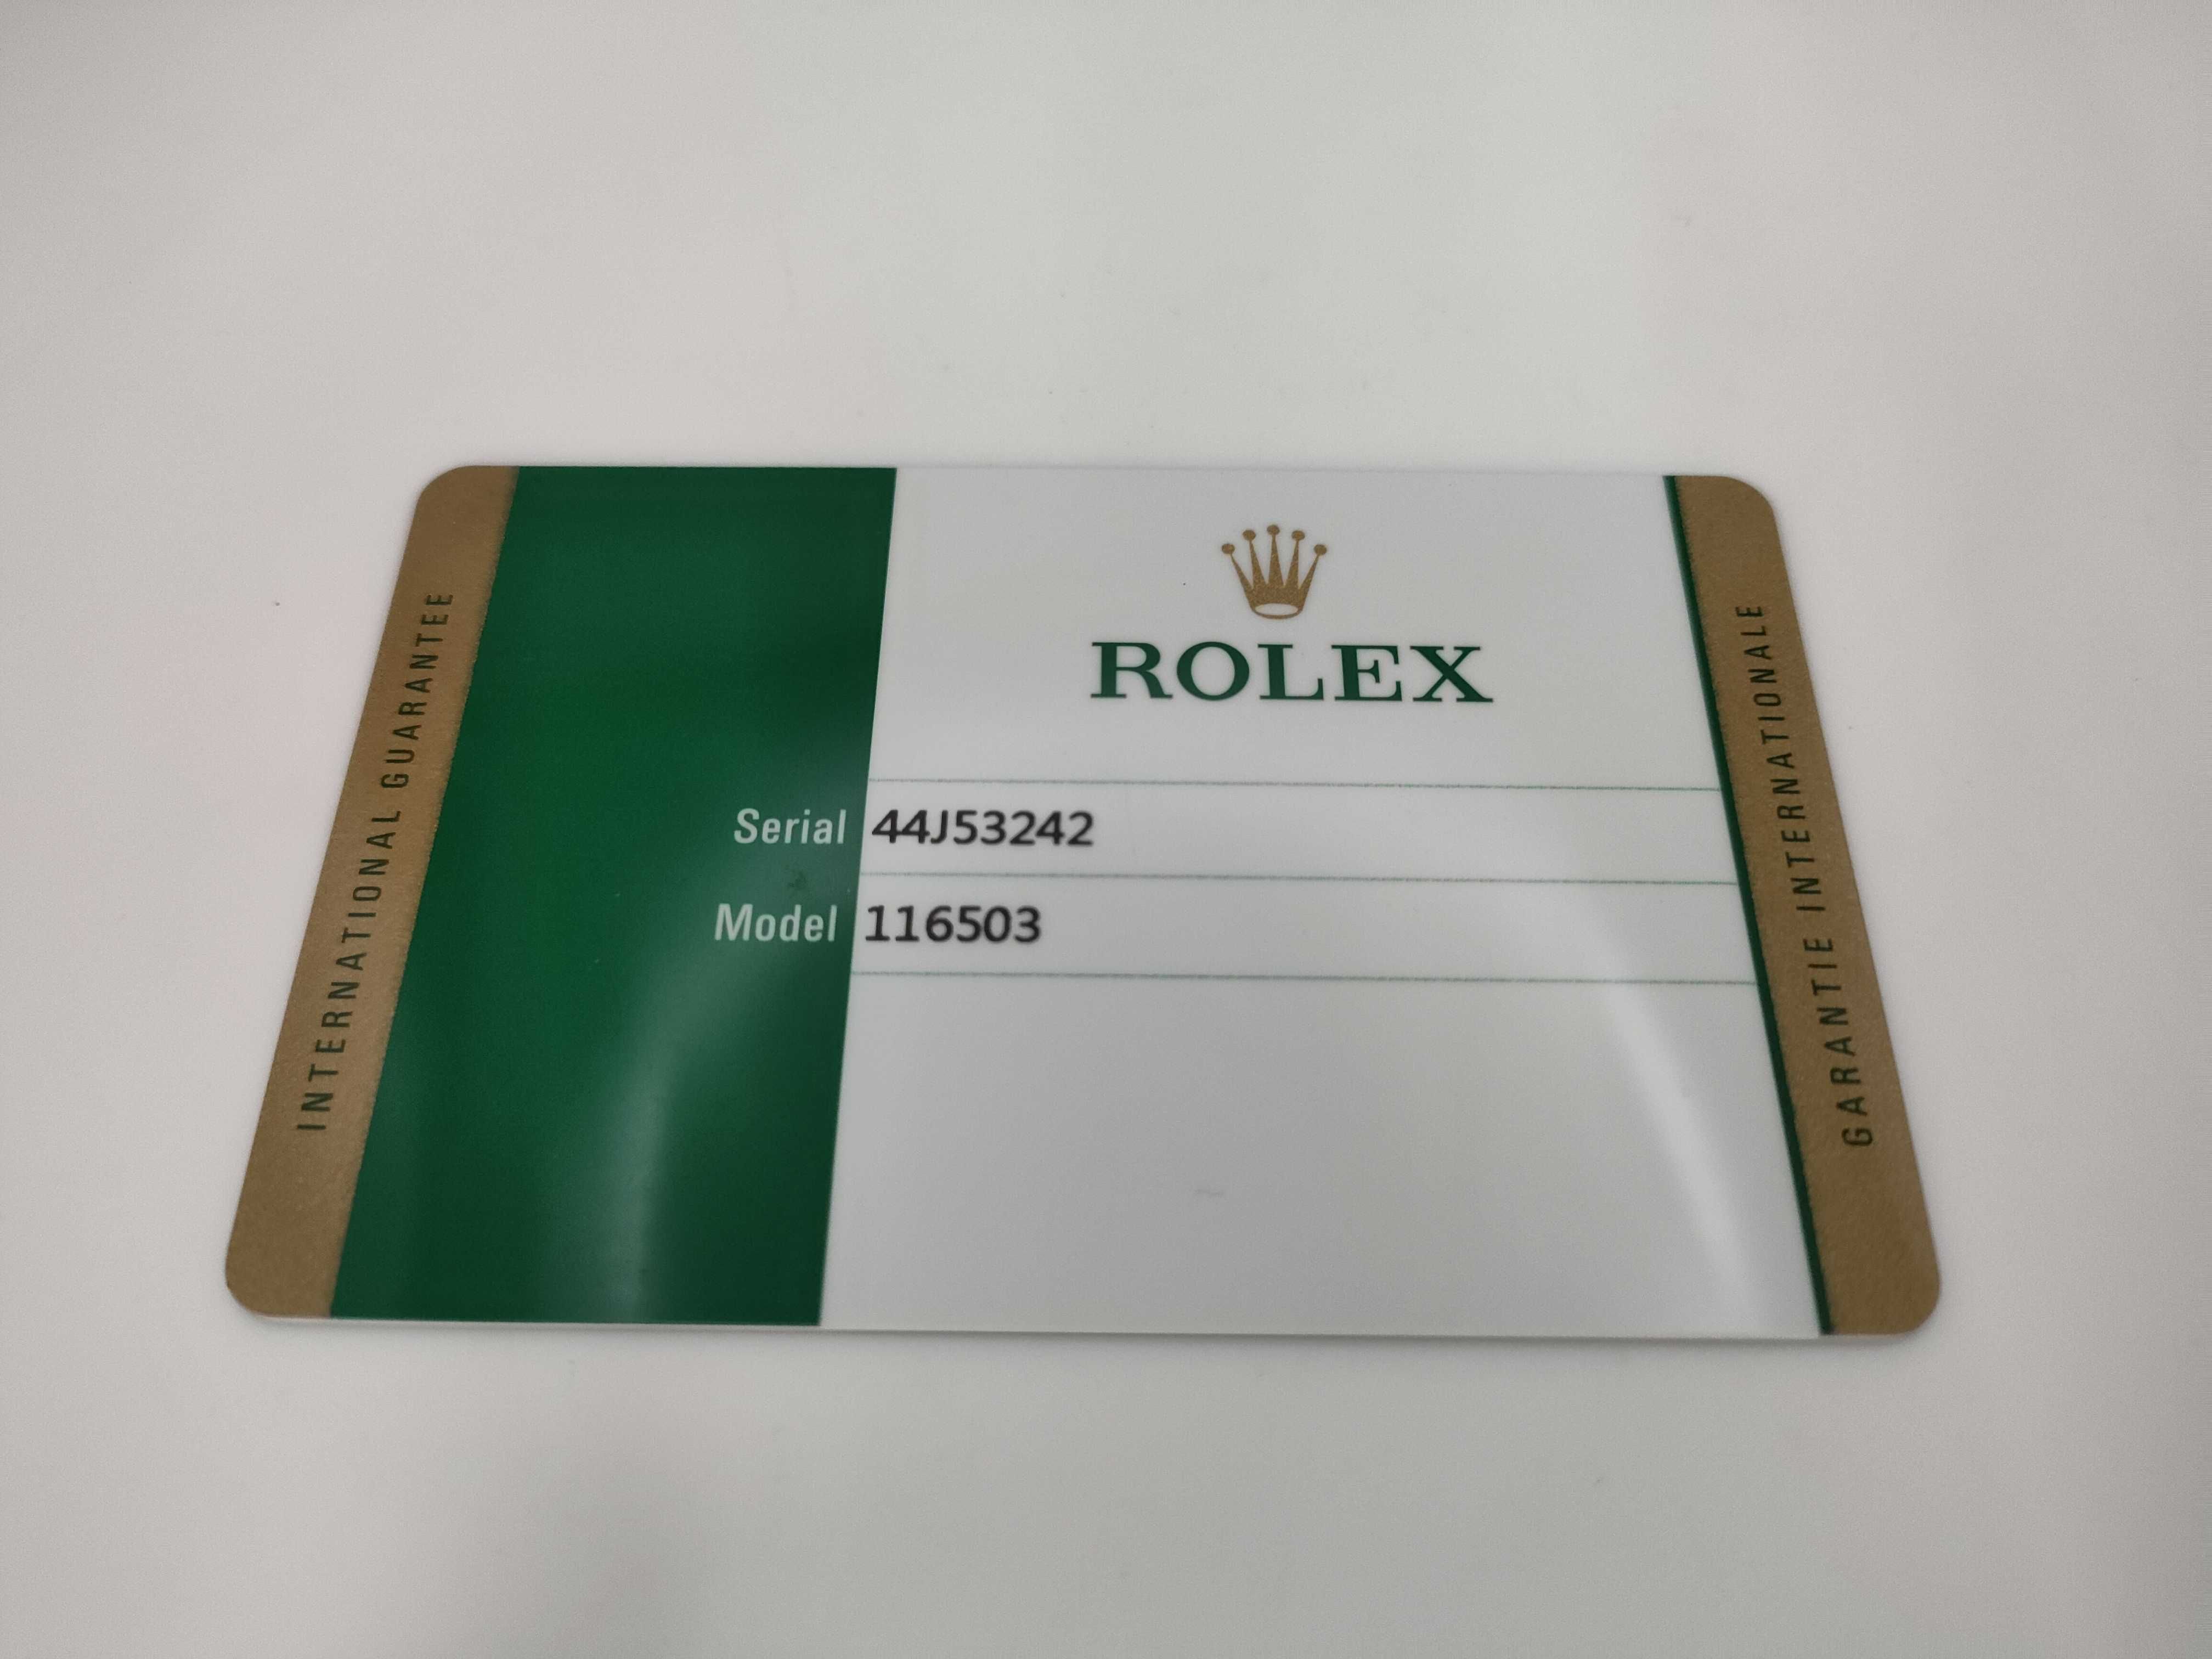 INTERNATIONAL GUARANTEE
ROLEX
Serial 44J53242
Model 116503
GARANTIE INTERNATIONALE